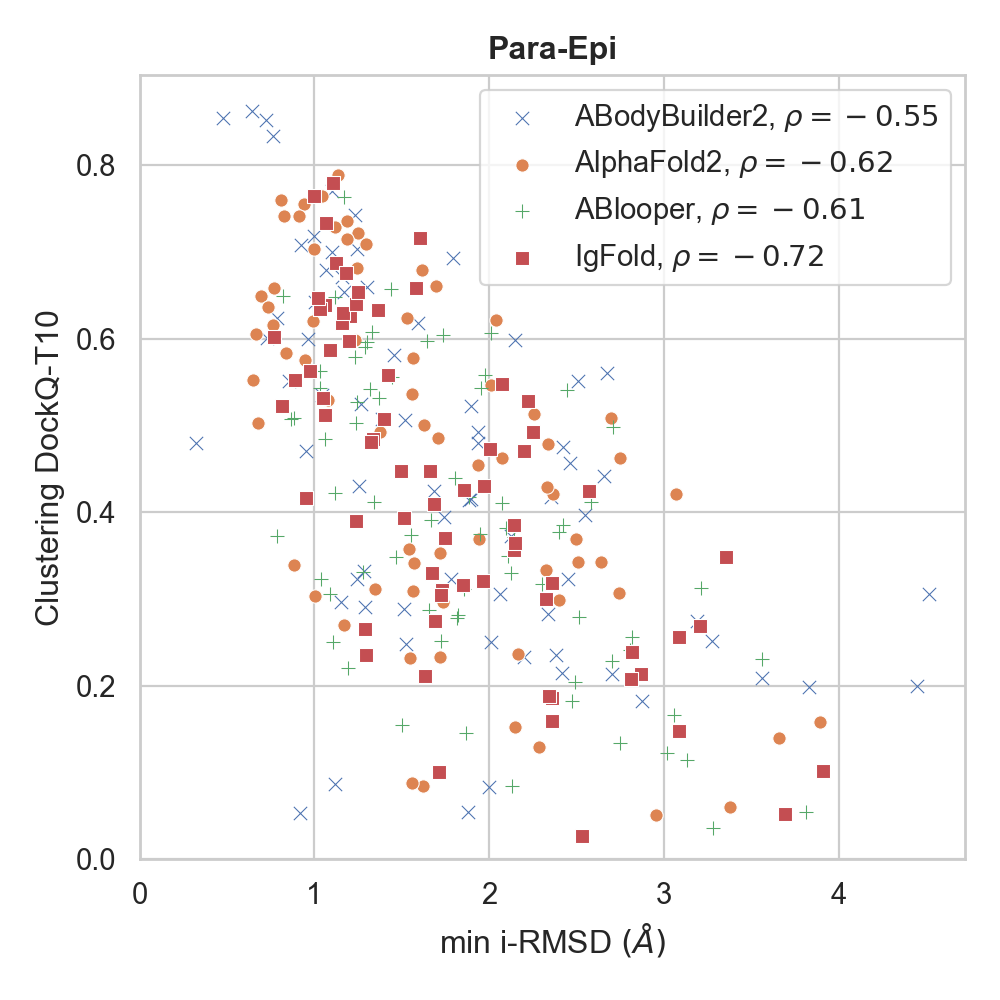 Para-Epi
ABodyBuilder2, ρ = −0.55
AlphaFold2, ρ = −0.62
ABlooper, ρ = −0.61
IgFold, ρ = −0.72
Clustering DockQ-T10
0.8
0.6
0.4
0.2
0.0
0 1 2 3 4
min i-RMSD (Å)